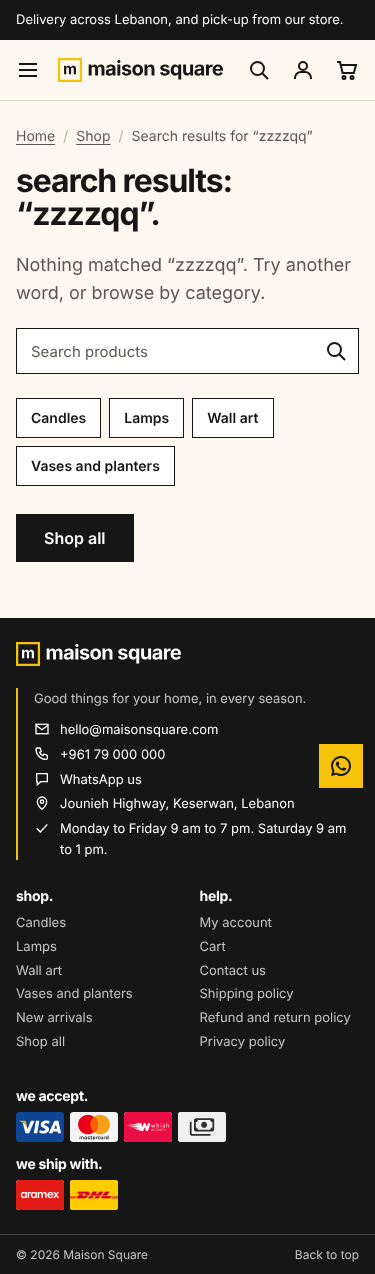 Delivery across Lebanon, and pick-up from our store.
m maison square
Home / Shop / Search results for “zzzzqq”
search results:
“zzzzqq”.
Nothing matched “zzzzqq”. Try another
word, or browse by category.
Search products
Candles Lamps Wall art
Vases and planters
Shop all
m maison square
Good things for your home, in every season.
hello@maisonsquare.com
+961 79 000 000
WhatsApp us
Jounieh Highway, Keserwan, Lebanon
Monday to Friday 9 am to 7 pm. Saturday 9 am
to 1 pm.
shop.
Candles
Lamps
Wall art
Vases and planters
New arrivals
Shop all
help.
My account
Cart
Contact us
Shipping policy
Refund and return policy
Privacy policy
we accept.
VISA mastercard W whish MONEY
we ship with.
aramex DHL
© 2026 Maison Square Back to top